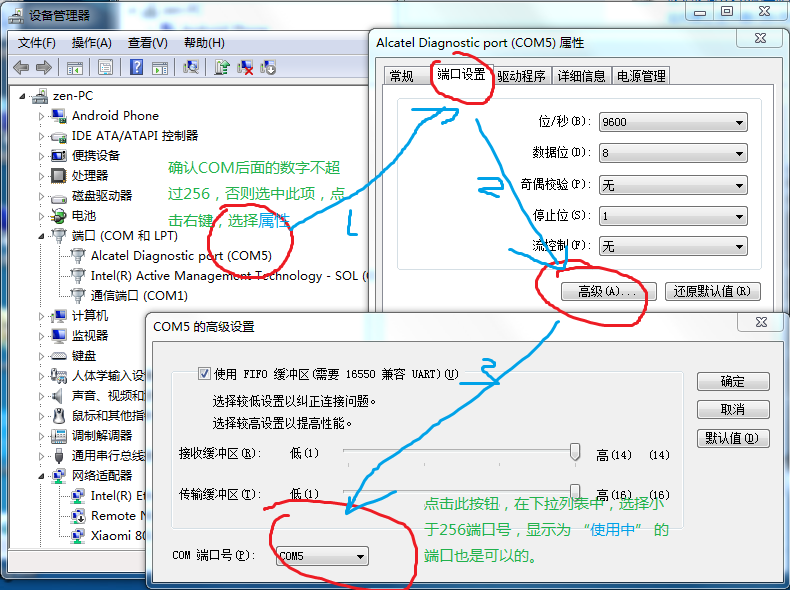 设备管理器
文件(F) 操作(A) 查看(V) 帮助(H)
zen-PC
Android Phone
IDE ATA/ATAPI 控制器
便携设备
处理器
磁盘驱动器
电池
端口 (COM 和 LPT)
Alcatel Diagnostic port (COM5)
Intel(R) Active Management Technology - SOL (
通信端口 (COM1)
计算机
监视器
键盘
人体学输入设
声音、视频和
鼠标和其他指
调制解调器
通用串行总线
网络适配器
Intel(R) Et
Remote N
Xiaomi 80
确认COM后面的数字不超
过256，否则选中此项，点
击右键，选择属性
1
Alcatel Diagnostic port (COM5) 属性
常规 端口设置 驱动程序 详细信息 电源管理
位/秒(B): 9600
数据位(D): 8
奇偶校验(P): 无
停止位(S): 1
流控制(F): 无
高级(A)... 还原默认值(R)
2
COM5 的高级设置
使用 FIFO 缓冲区(需要 16550 兼容 UART)(U)
选择较低设置以纠正连接问题。
选择较高设置以提高性能。
接收缓冲区(R): 低(1) 高(14) (14)
传输缓冲区(T): 低(1) 高(16) (16)
COM 端口号(P): COM5
确定
取消
默认值(D)
3
点击此按钮，在下拉列表中，选择小
于256端口号，显示为 “使用中” 的
端口也是可以的。